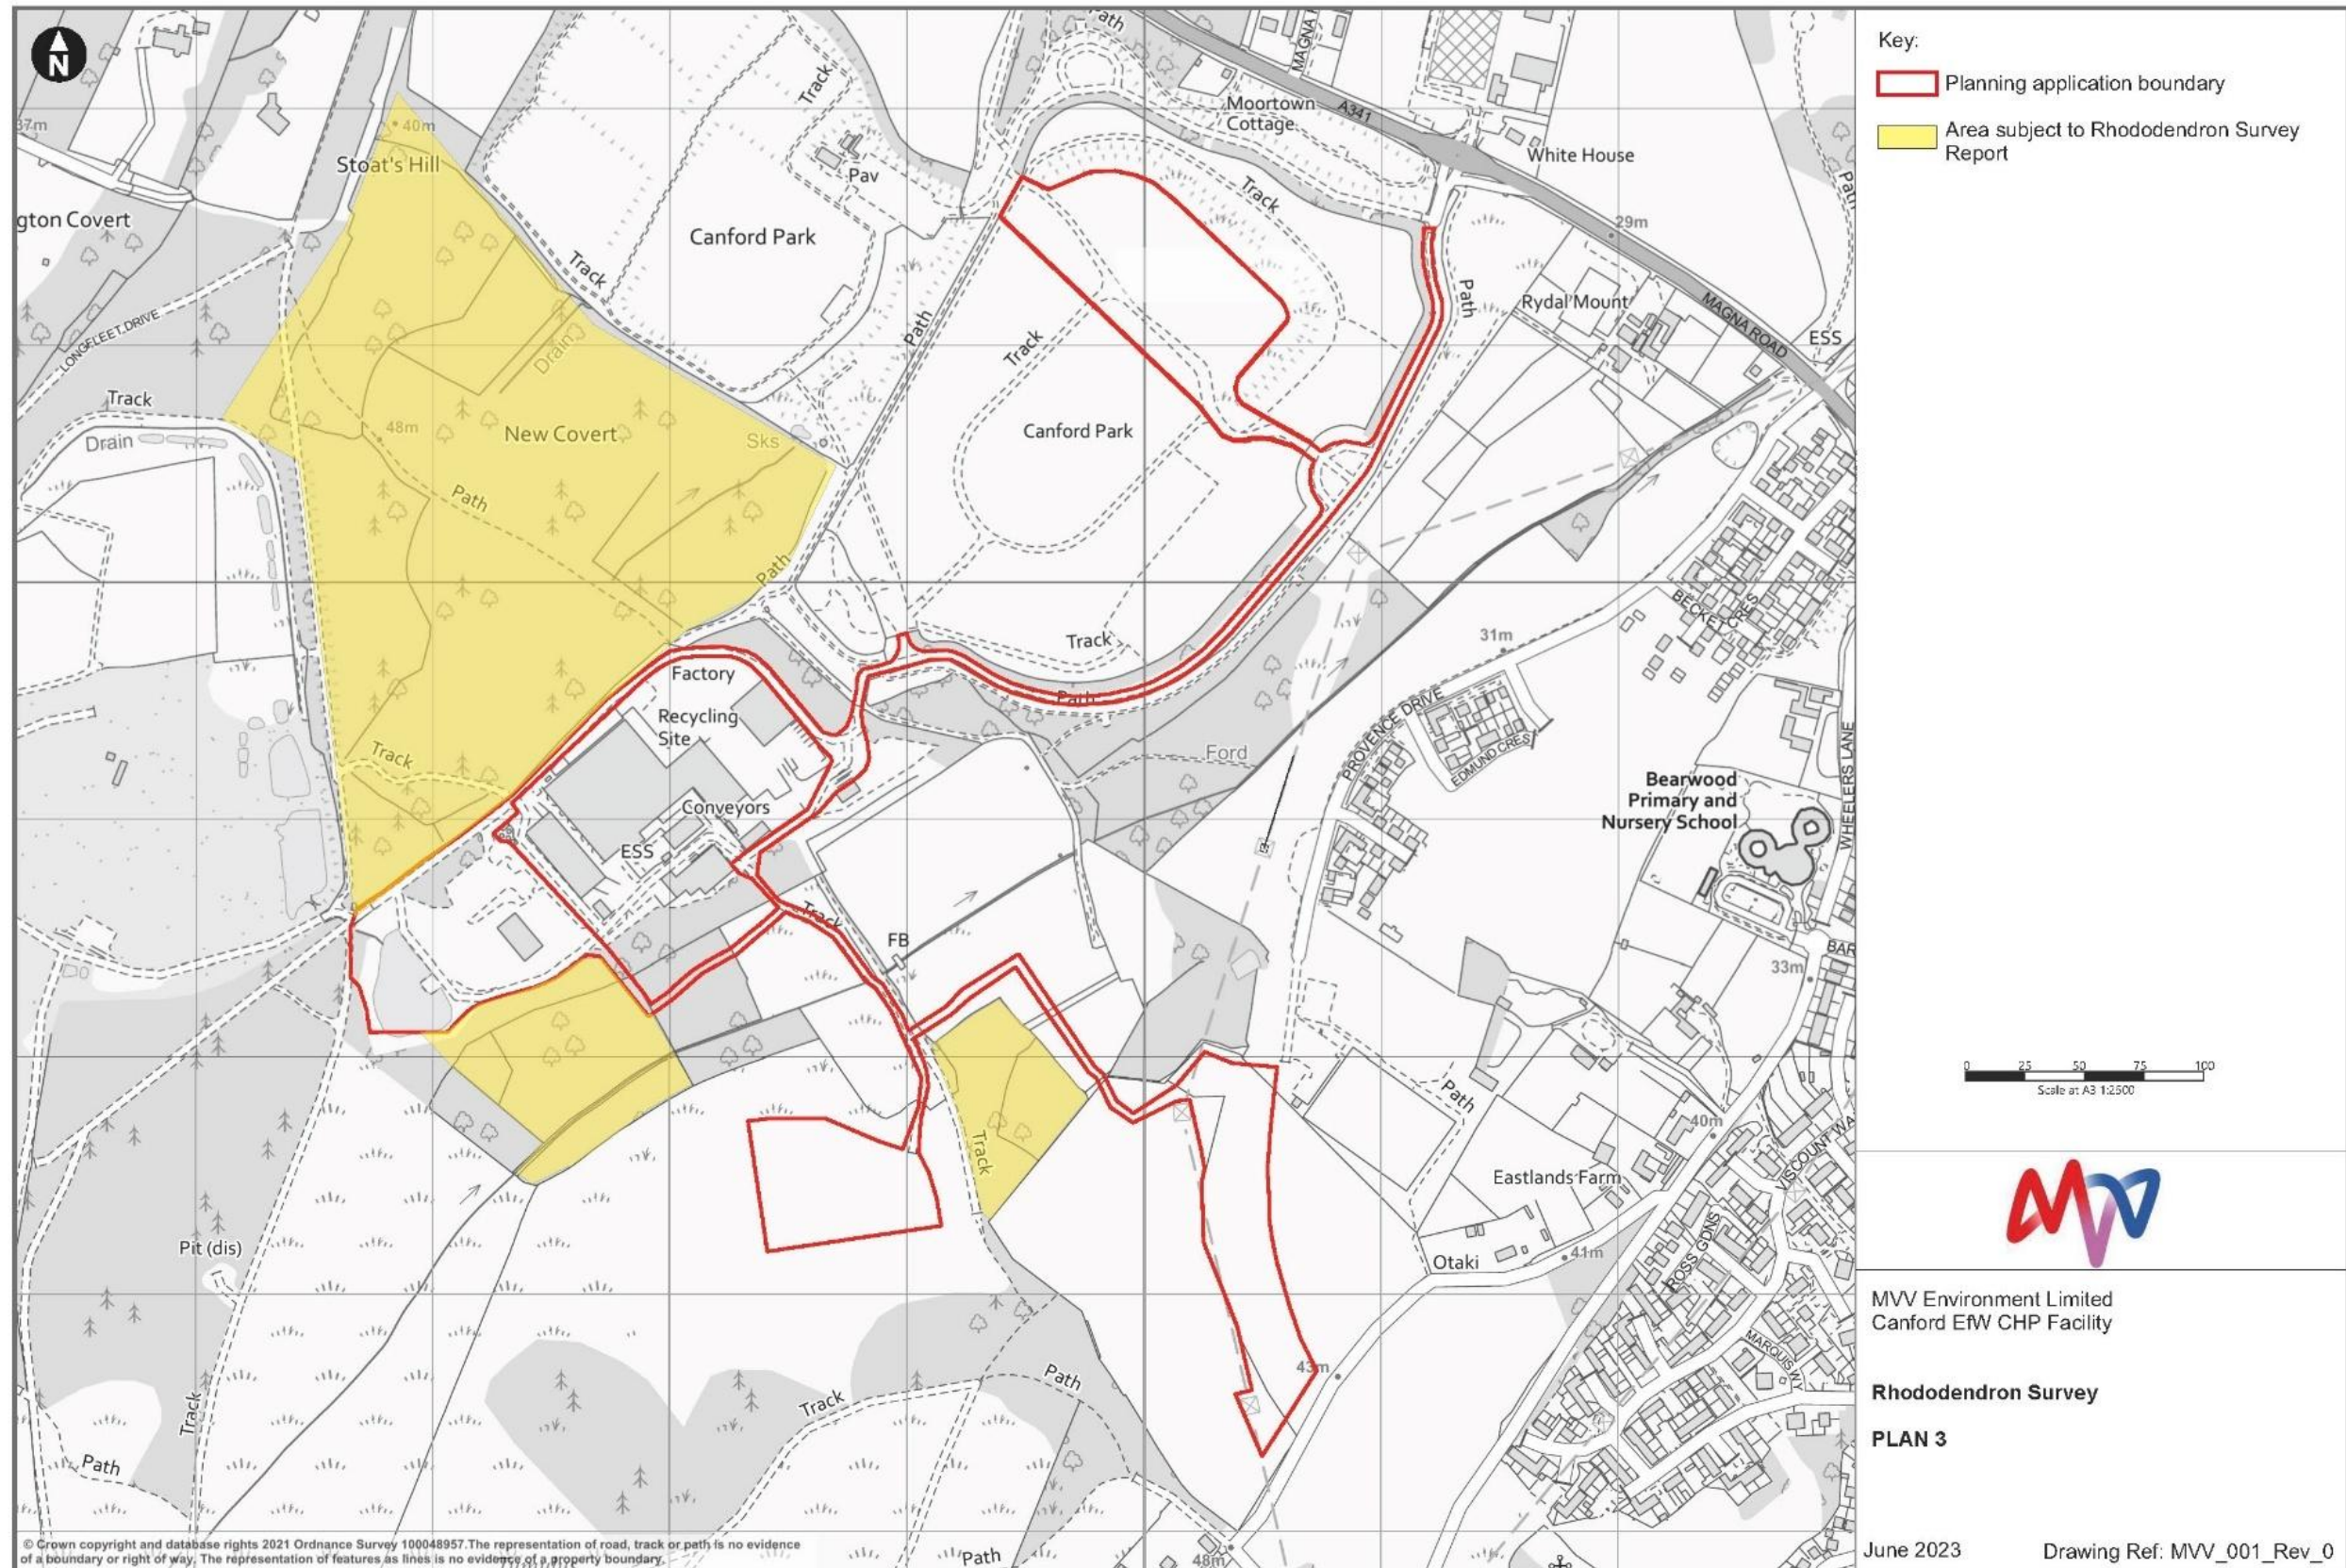 N
Path
MAGNA
Track
37m
40m
Stoat's Hill
Moortown
Cottage
A341
White House
Pav
Path
gton Covert
Canford Park
Track
29m
Track
Path
Rydal Mount
MAGNA ROAD
ESS
LONGFLEET DRIVE
Path
Track
Drain
Track
Drain
48m
New Covert
Sks
Canford Park
Path
Path
BECKET CRES
31m
Track
Factory
Path
Recycling
Site
PROVENCE DRIVE
EDMUND CREST
Ford
WHEELERS LANE
Track
Conveyors
Bearwood
Primary and
Nursery School
ESS
Track
FB
BAR
33m
Path
40m
VISCOUNT WA
Track
Eastlands Farm
Pit (dis)
Otaki
41m
ROSS GDNS
MARQUIS WY
43m
Path
Track
Track
Path
Path
48m
© Crown copyright and database rights 2021 Ordnance Survey 100048957.The representation of road, track or path is no evidence
of a boundary or right of way. The representation of features as lines is no evidence of a property boundary.
Key:
Planning application boundary
Area subject to Rhododendron Survey
Report
0 25 50 75 100
Scale at A3 1:2500
MVV
MVV Environment Limited
Canford EfW CHP Facility
Rhododendron Survey
PLAN 3
June 2023
Drawing Ref: MVV_001_Rev_0